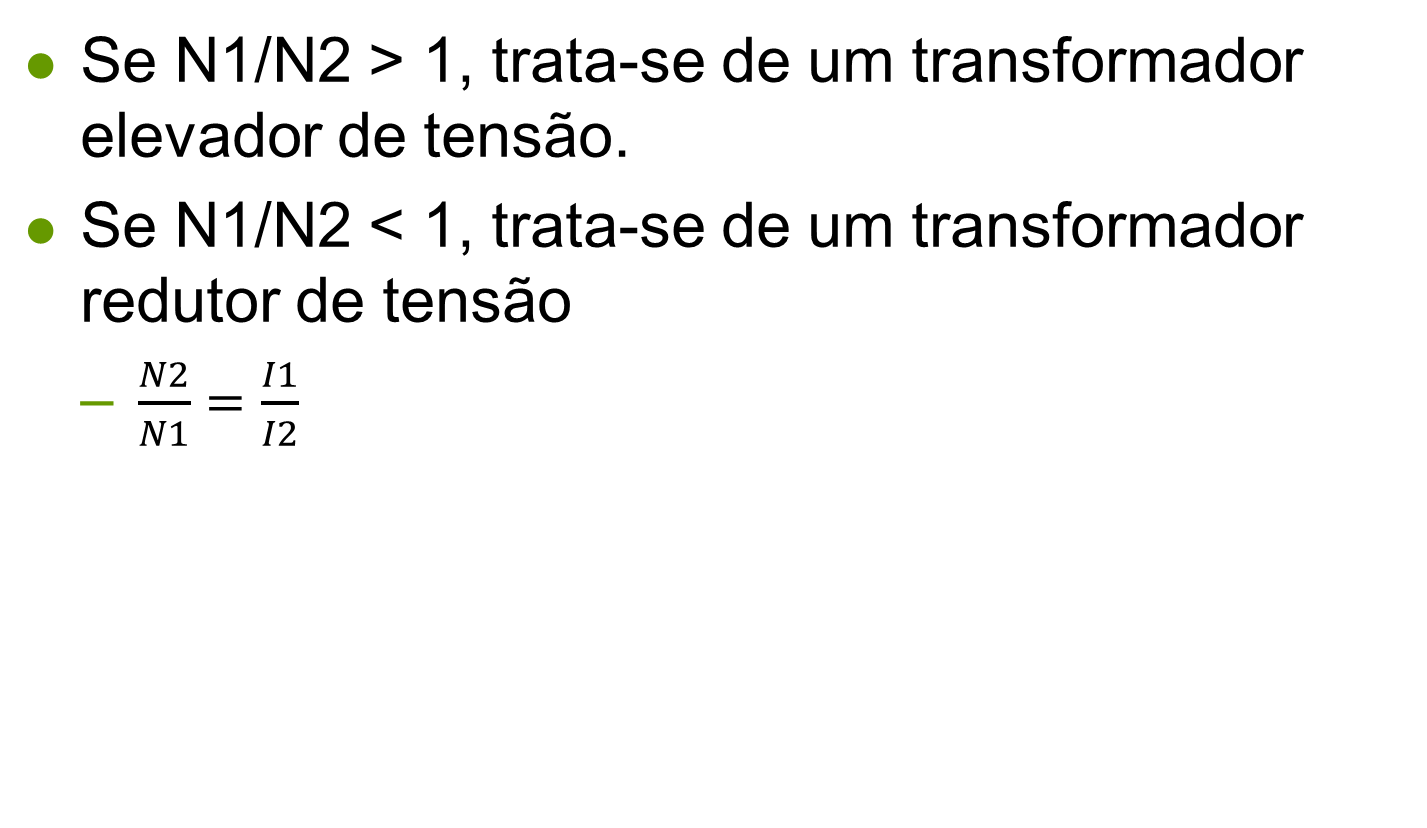 ● Se N1/N2 > 1, trata-se de um transformador
elevador de tensão.
● Se N1/N2 < 1, trata-se de um transformador
redutor de tensão
– N2/N1 = I1/I2